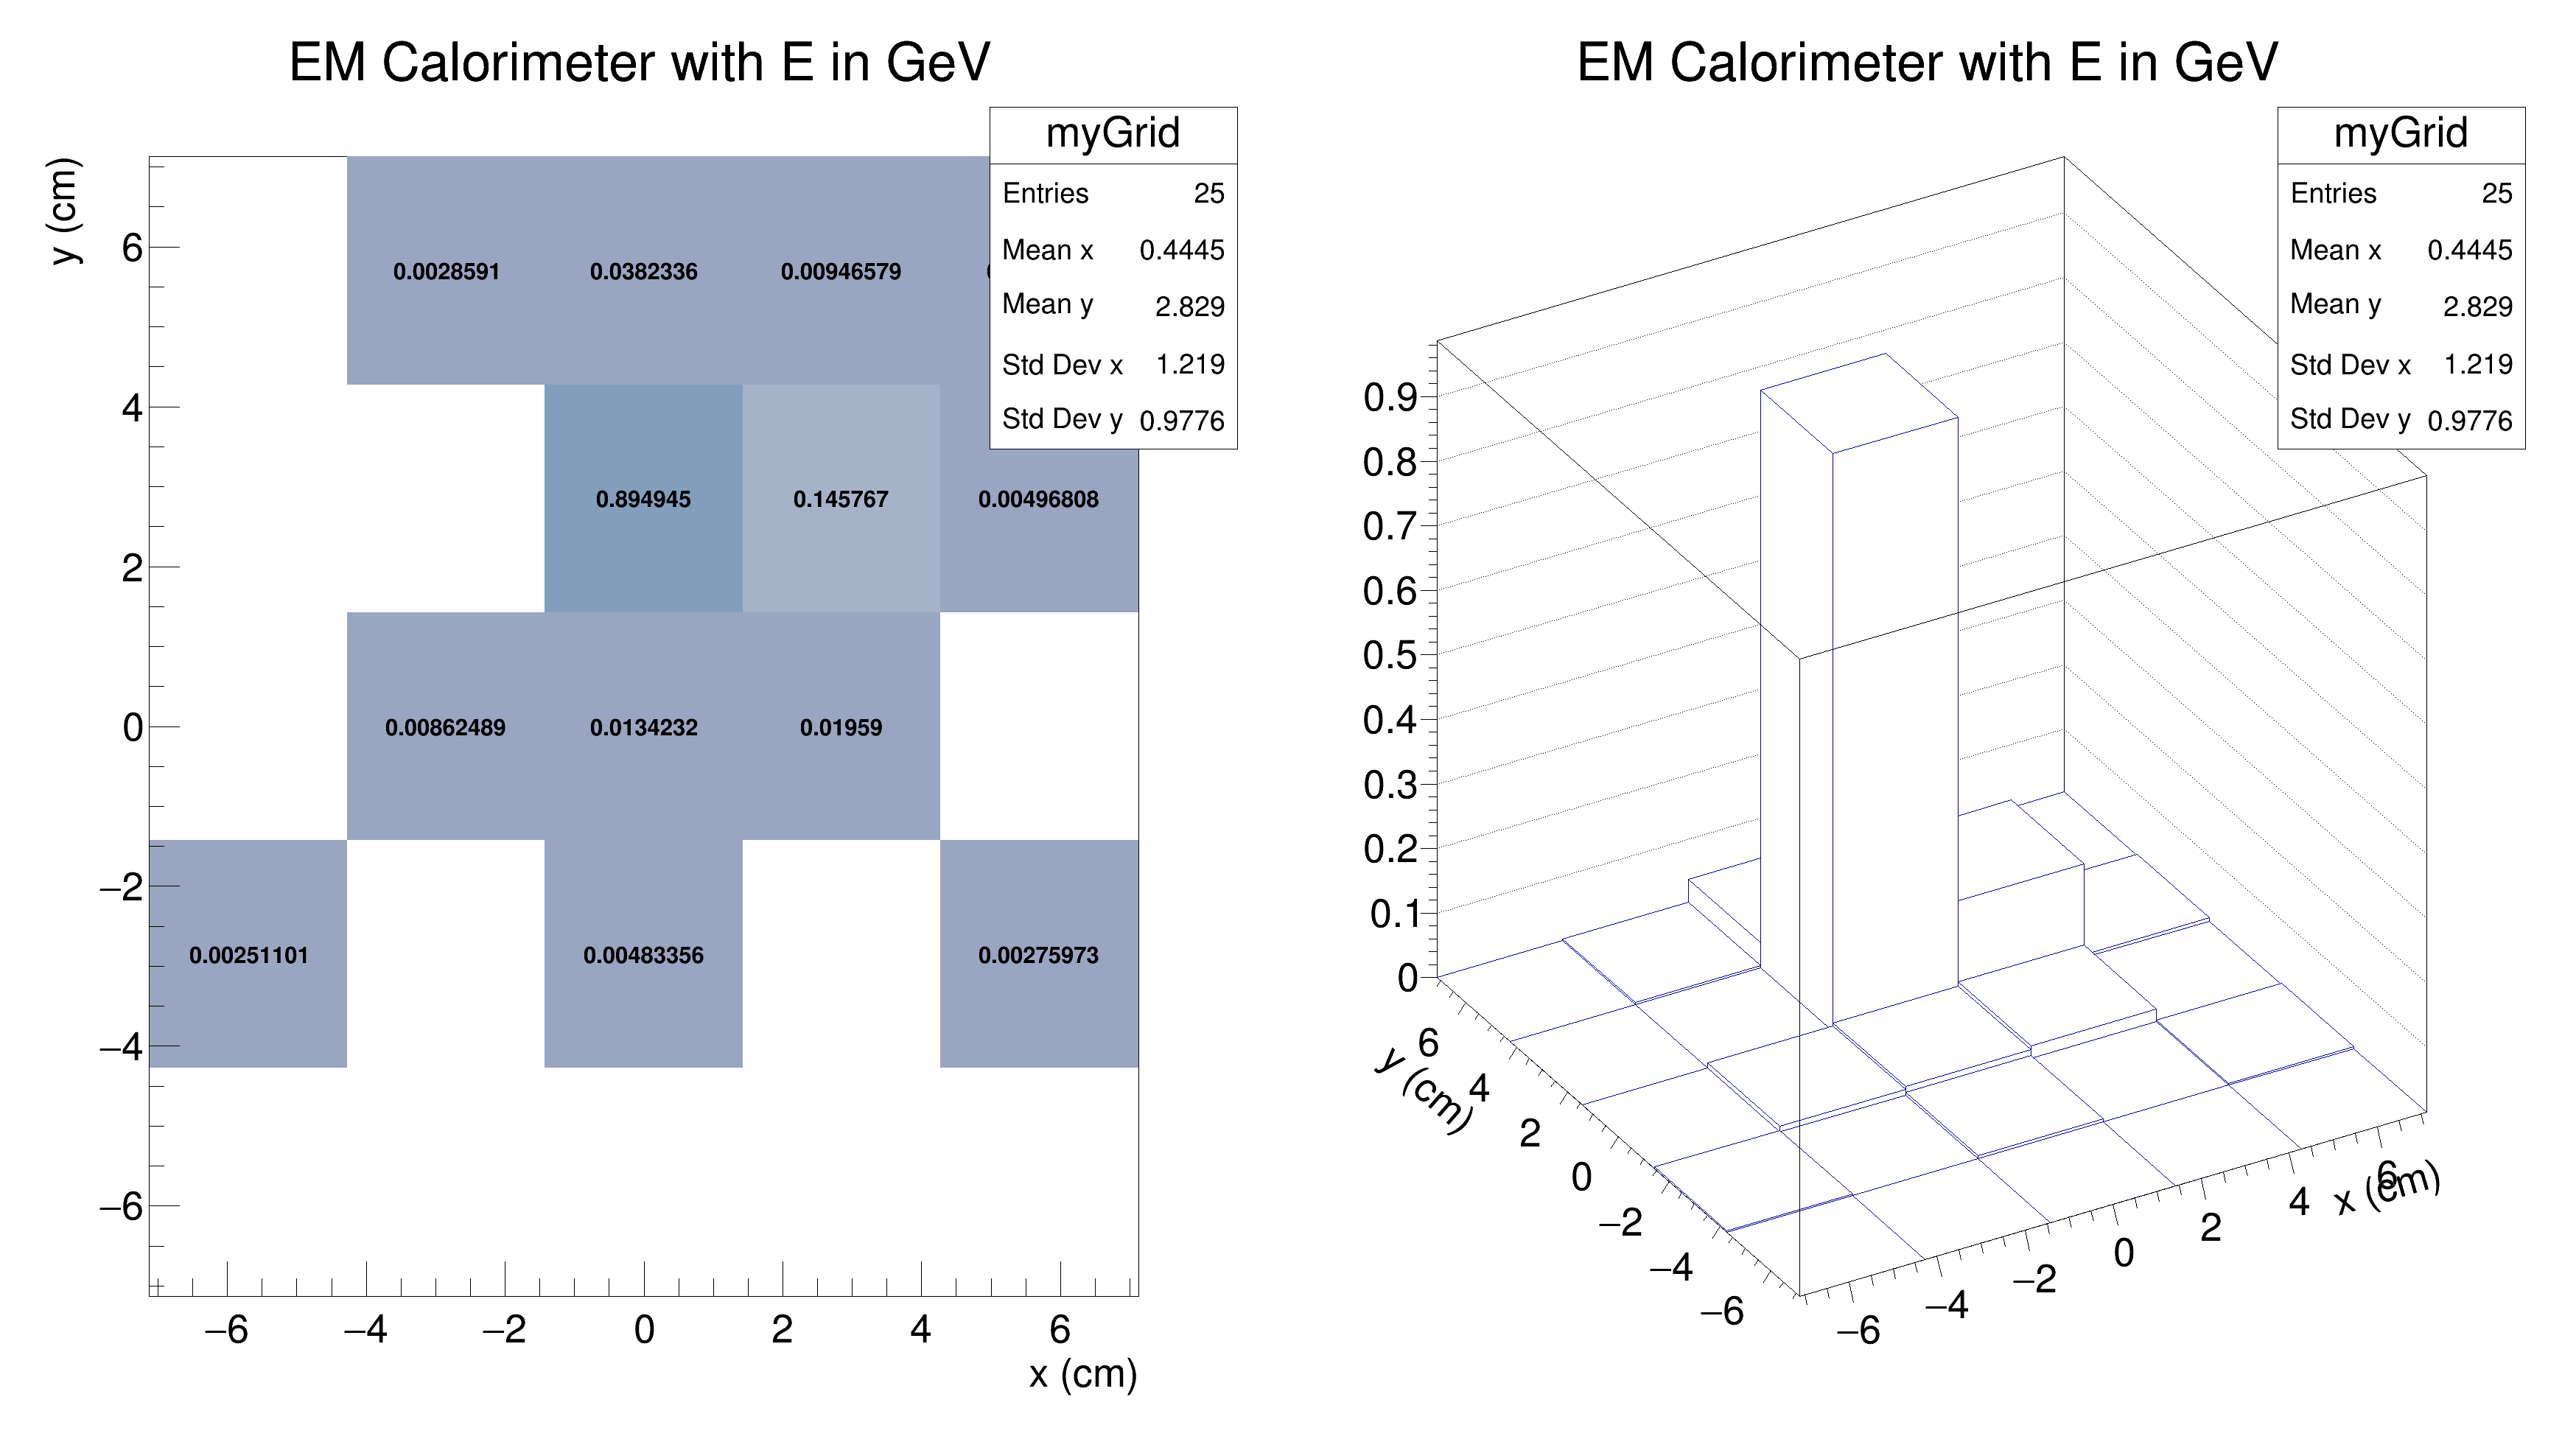 EM Calorimeter with E in GeV
myGrid
Entries 25
Mean x 0.4445
Mean y 2.829
Std Dev x 1.219
Std Dev y 0.9776
y (cm)
6
4
2
0
−2
−4
−6
0.0028591 0.0382336 0.00946579
0.894945 0.145767 0.00496808
0.00862489 0.0134232 0.01959
0.00251101 0.00483356 0.00275973
−6 −4 −2 0 2 4 6
x (cm)
EM Calorimeter with E in GeV
myGrid
Entries 25
Mean x 0.4445
Mean y 2.829
Std Dev x 1.219
Std Dev y 0.9776
0.9
0.8
0.7
0.6
0.5
0.4
0.3
0.2
0.1
0
y (cm)
6
4
2
0
−2
−4
−6
−6 −4 −2 0 2 4 6
x (cm)